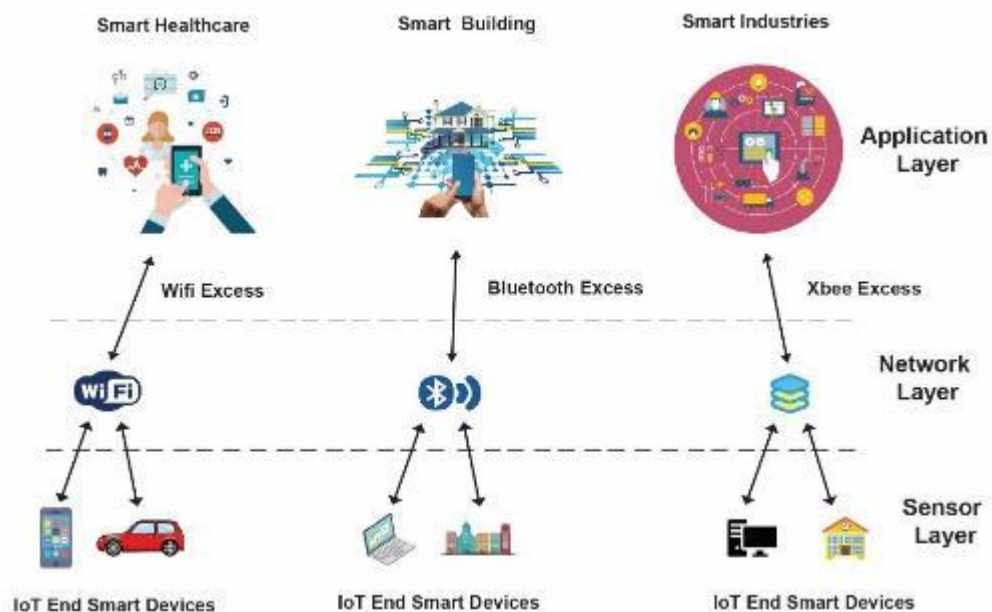 Smart Healthcare
Smart Building
Smart Industries
Application
Layer
Wifi Excess
Bluetooth Excess
Xbee Excess
WiFi
Network
Layer
Sensor
Layer
IoT End Smart Devices
IoT End Smart Devices
IoT End Smart Devices